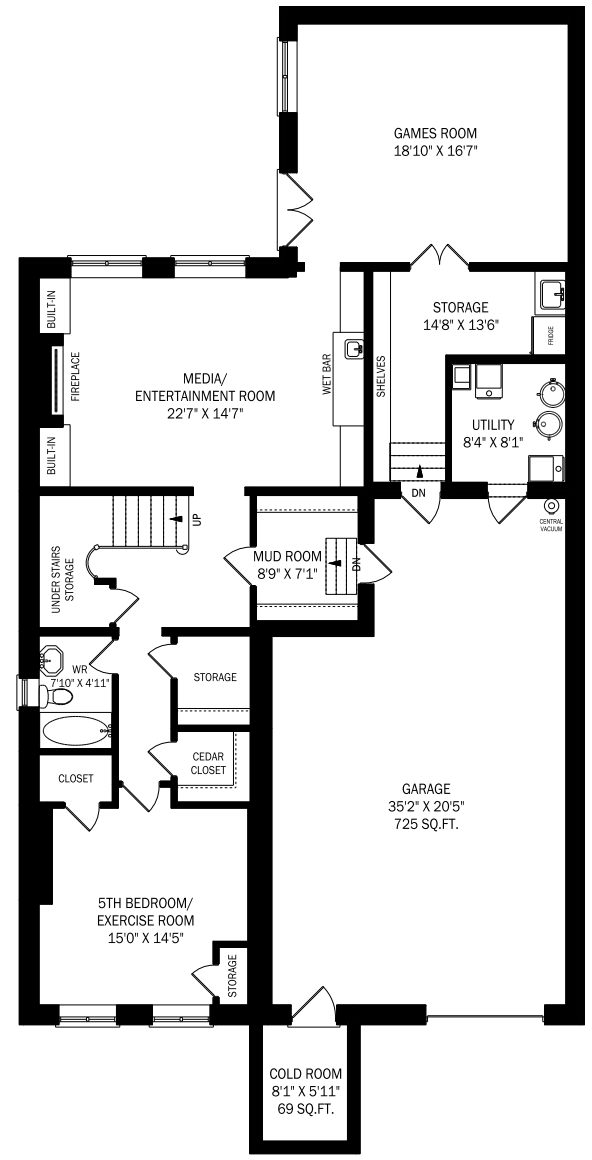 GAMES ROOM
18'10" X 16'7"
BUILT-IN
FIREPLACE
BUILT-IN
MEDIA/
ENTERTAINMENT ROOM
22'7" X 14'7"
WET BAR
SHELVES
STORAGE
14'8" X 13'6"
FRIDGE
UTILITY
8'4" X 8'1"
DN
CENTRAL
VACUUM
UP
UNDER STAIRS
STORAGE
MUD ROOM
8'9" X 7'1"
DN
WR
7'10" X 4'11"
STORAGE
CEDAR
CLOSET
CLOSET
GARAGE
35'2" X 20'5"
725 SQ.FT.
5TH BEDROOM/
EXERCISE ROOM
15'0" X 14'5"
STORAGE
COLD ROOM
8'1" X 5'11"
69 SQ.FT.